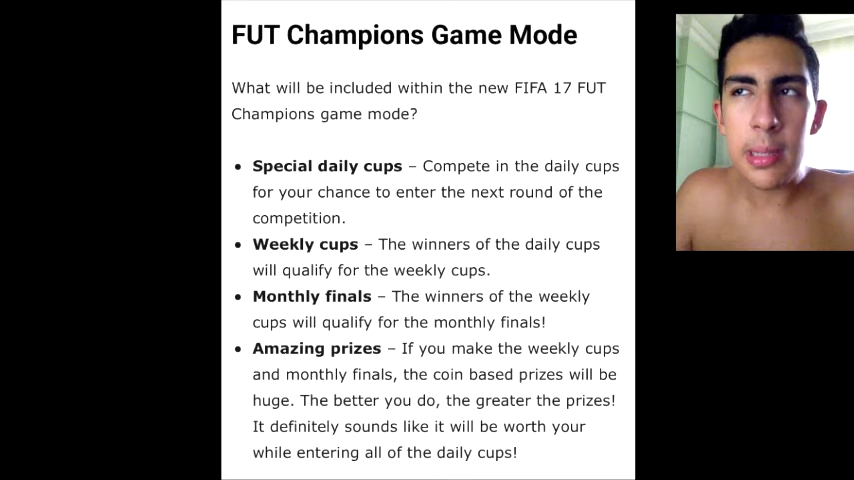 FUT Champions Game Mode
What will be included within the new FIFA 17 FUT
Champions game mode?
• Special daily cups – Compete in the daily cups
for your chance to enter the next round of the
competition.
• Weekly cups – The winners of the daily cups
will qualify for the weekly cups.
• Monthly finals – The winners of the weekly
cups will qualify for the monthly finals!
• Amazing prizes – If you make the weekly cups
and monthly finals, the coin based prizes will be
huge. The better you do, the greater the prizes!
It definitely sounds like it will be worth your
while entering all of the daily cups!